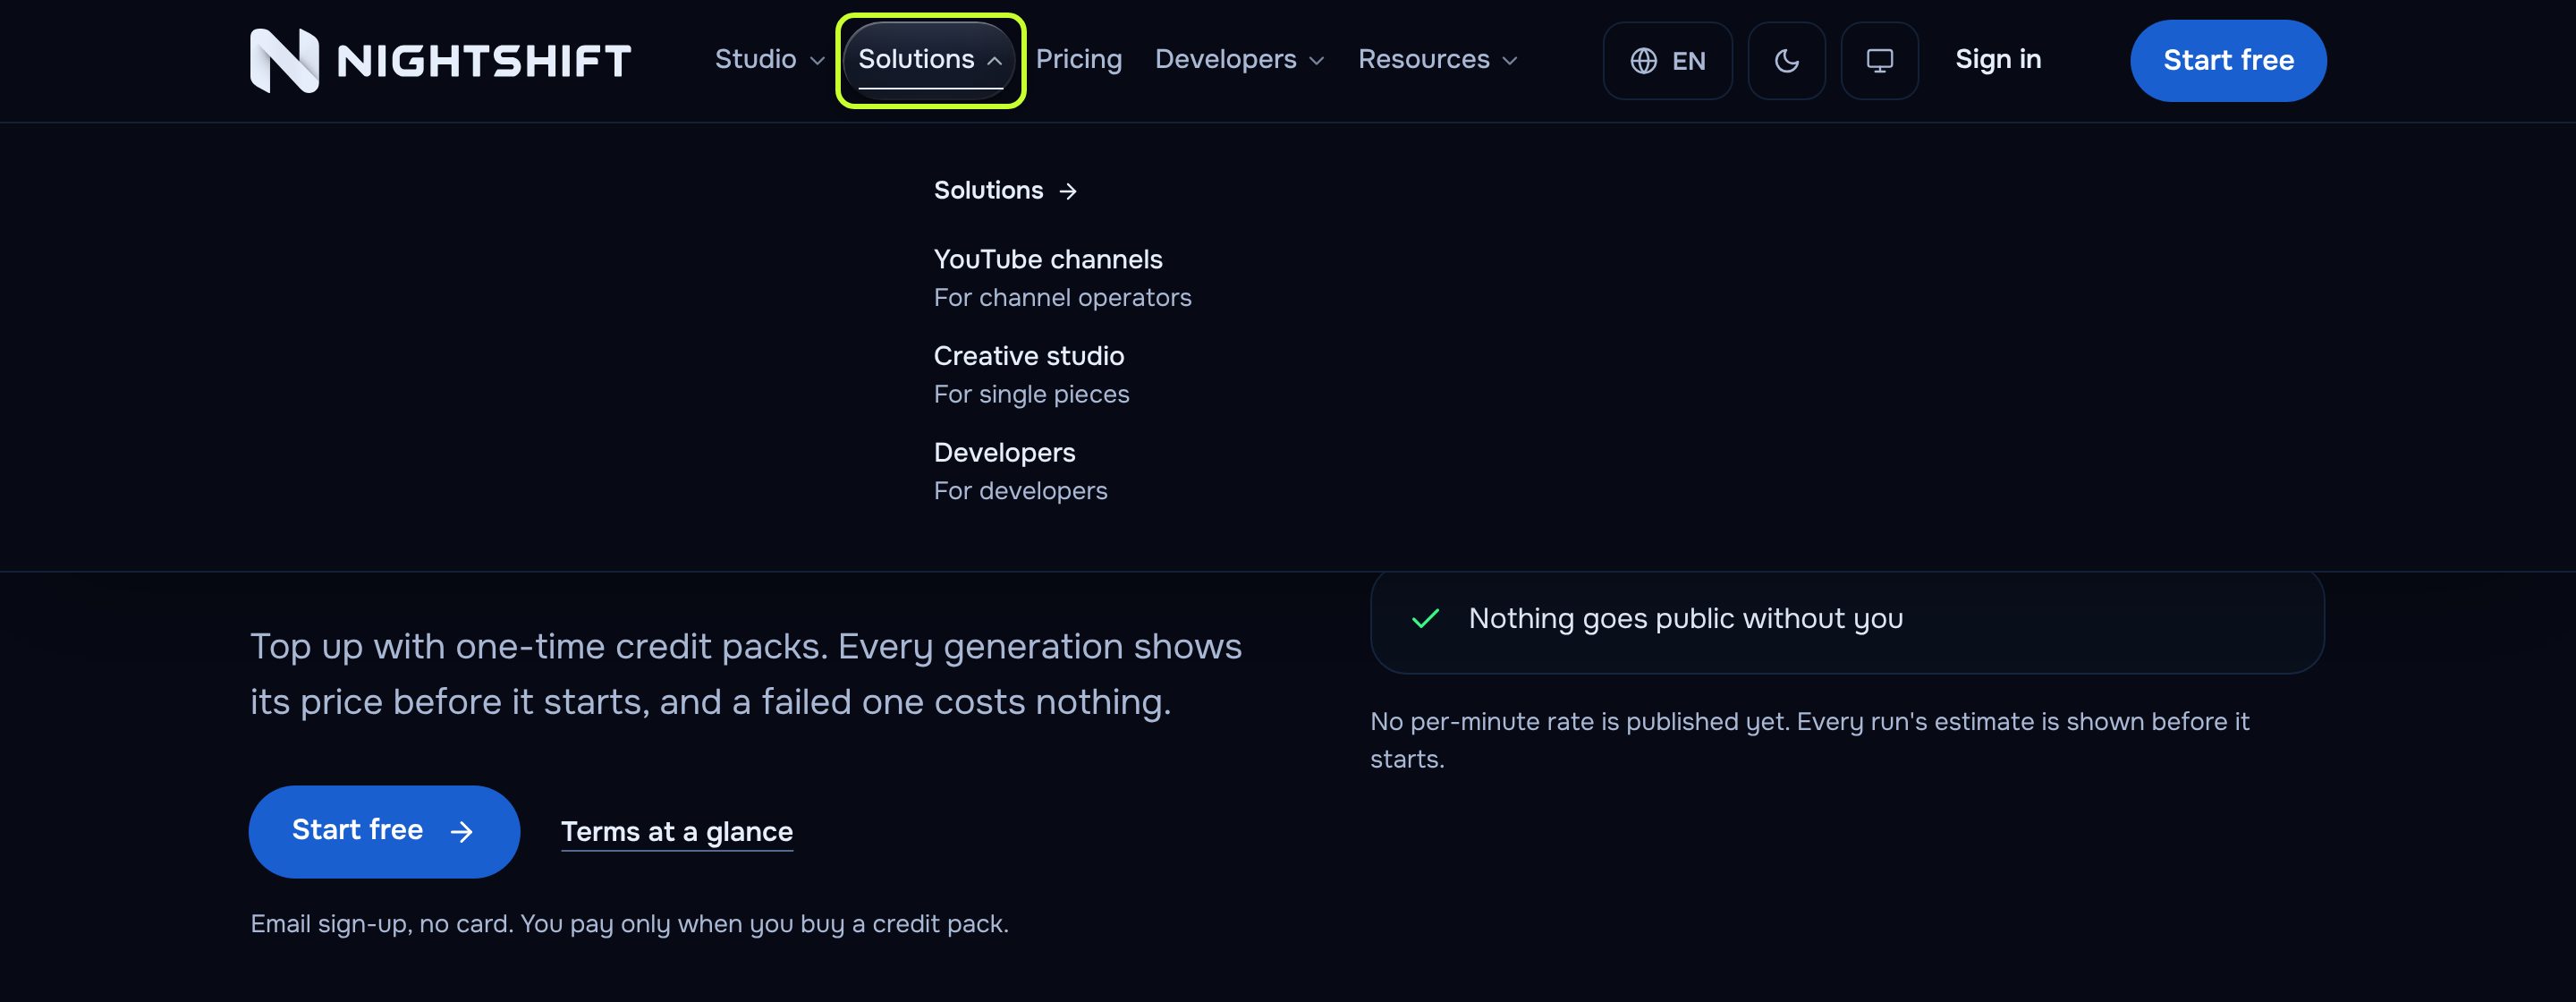 NIGHTSHIFT
Studio
Solutions
Pricing
Developers
Resources
EN
Sign in
Start free
Solutions →
YouTube channels
For channel operators
Creative studio
For single pieces
Developers
For developers
Top up with one-time credit packs. Every generation shows
its price before it starts, and a failed one costs nothing.
Start free →
Terms at a glance
Email sign-up, no card. You pay only when you buy a credit pack.
Nothing goes public without you
No per-minute rate is published yet. Every run's estimate is shown before it
starts.